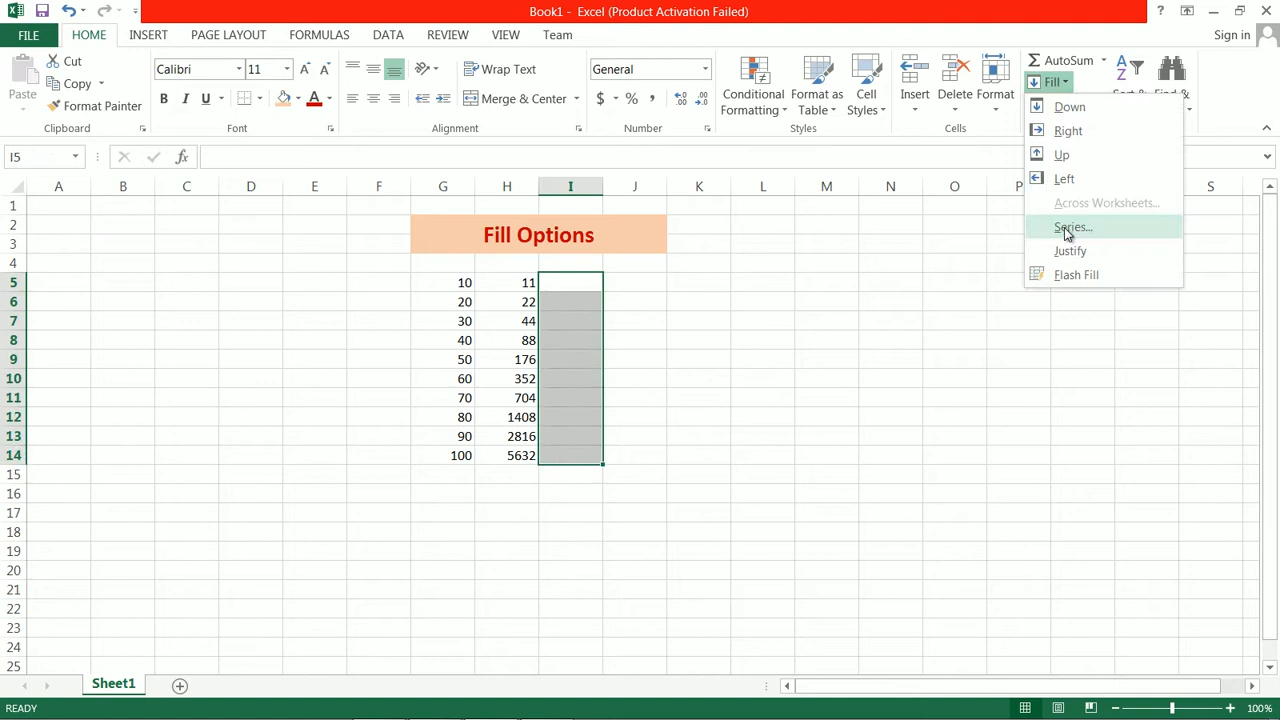 Book1 - Excel (Product Activation Failed)
FILE HOME INSERT PAGE LAYOUT FORMULAS DATA REVIEW VIEW Team Sign in
Paste Cut Copy Format Painter
Calibri 11
B I U A
Wrap Text
Merge & Center
General
$ % ,
Conditional Formatting
Format as Table
Cell Styles
Insert Delete Format
AutoSum
Fill
Clipboard Font Alignment Number Styles Cells
Down
Right
Up
Left
Across Worksheets...
Series...
Justify
Flash Fill
I5 fx
A B C D E F G H I J K L M N O P S
1
2
Fill Options
3
4
5 10 11
6 20 22
7 30 44
8 40 88
9 50 176
10 60 352
11 70 704
12 80 1408
13 90 2816
14 100 5632
15
16
17
18
19
20
21
22
23
24
25
Sheet1
READY 100%